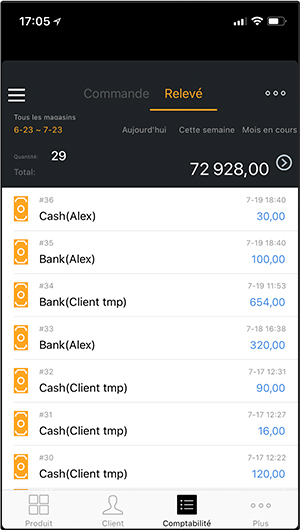 17:05
Commande Relevé
Tous les magasins
6-23 ~ 7-23 Aujourd'hui Cette semaine Mois en cours
Quantité: 29
Total: 72 928,00
#36 7-19 18:40
Cash(Alex) 30,00
#35 7-19 18:40
Bank(Alex) 100,00
#34 7-19 11:53
Bank(Client tmp) 654,00
#33 7-18 16:38
Bank(Alex) 320,00
#32 7-17 12:31
Cash(Client tmp) 90,00
#31 7-17 12:27
Cash(Client tmp) 16,00
#30 7-17 12:22
Cash(Client tmp) 120,00
Produit Client Comptabilité Plus